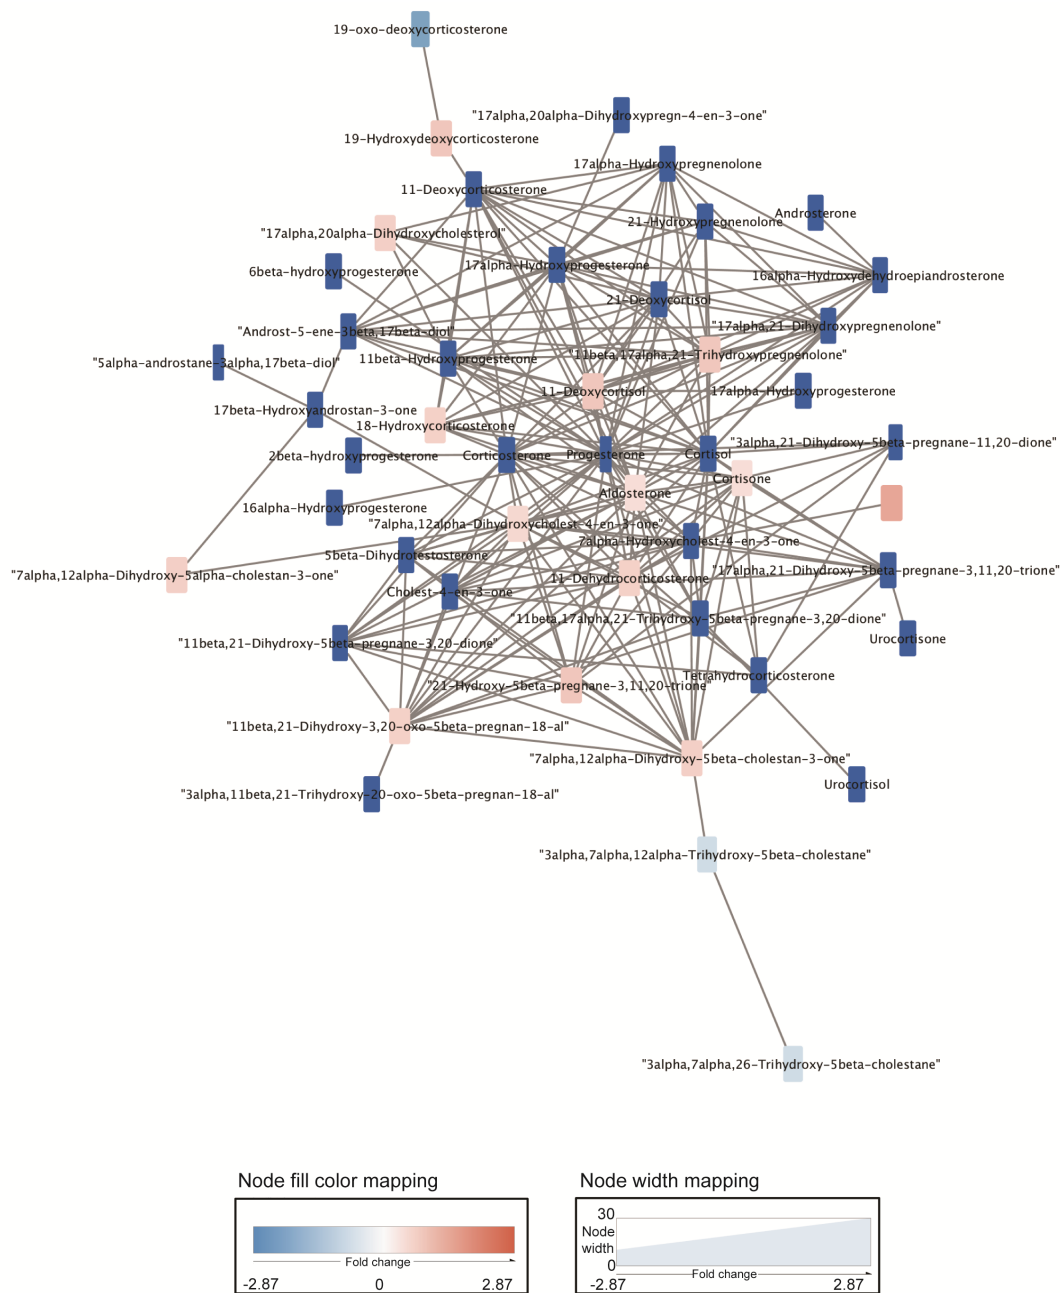 19-oxo-deoxycorticosterone
"17alpha,20alpha-Dihydroxypregn-4-en-3-one"
19-Hydroxydeoxycorticosterone
17alpha-Hydroxypregnenolone
11-Deoxycorticosterone
Androsterone
21-Hydroxypregnenolone
"17alpha,20alpha-Dihydroxycholesterol"
17alpha-Hydroxyprogesterone
6beta-hydroxyprogesterone
16alpha-Hydroxydehydroepiandrosterone
21-Deoxycortisol
"17alpha,21-Dihydroxypregnenolone"
"Androst-5-ene-3beta,17beta-diol"
"11beta,17alpha,21-Trihydroxypregnenolone"
11beta-Hydroxyprogesterone
"5alpha-androstane-3alpha,17beta-diol"
11-Deoxycortisol
17alpha-Hydroxyprogesterone
17beta-Hydroxyandrostan-3-one
18-Hydroxycorticosterone
"3alpha,21-Dihydroxy-5beta-pregnane-11,20-dione"
2beta-hydroxyprogesterone
Corticosterone
Progesterone
Cortisol
Cortisone
Aldosterone
16alpha-Hydroxyprogesterone
"7alpha,12alpha-Dihydroxycholest-4-en-3-one"
7alpha-Hydroxycholest-4-en-3-one
5beta-Dihydrotestosterone
"17alpha,21-Dihydroxy-5beta-pregnane-3,11,20-trione"
"7alpha,12alpha-Dihydroxy-5alpha-cholestan-3-one"
11-Dehydrocorticosterone
Cholest-4-en-3-one
"11beta,17alpha,21-Trihydroxy-5beta-pregnane-3,20-dione"
Urocortisone
"11beta,21-Dihydroxy-5beta-pregnane-3,20-dione"
Tetrahydrocorticosterone
"21-Hydroxy-5beta-pregnane-3,11,20-trione"
"11beta,21-Dihydroxy-3,20-oxo-5beta-pregnan-18-al"
"7alpha,12alpha-Dihydroxy-5beta-cholestan-3-one"
Urocortisol
"3alpha,11beta,21-Trihydroxy-20-oxo-5beta-pregnan-18-al"
"3alpha,7alpha,12alpha-Trihydroxy-5beta-cholestane"
"3alpha,7alpha,26-Trihydroxy-5beta-cholestane"
Node fill color mapping
Fold change
-2.87 0 2.87
Node width mapping
30
Node
width
0
Fold change
-2.87 2.87